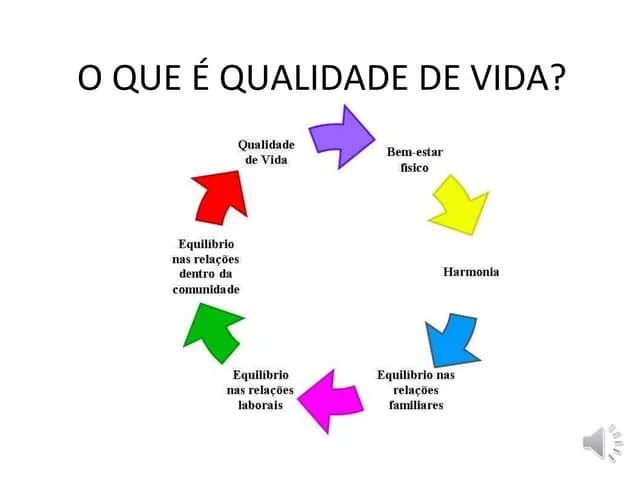 O QUE É QUALIDADE DE VIDA?
Qualidade
de Vida
Bem-estar
físico
Harmonia
Equilíbrio nas
relações
familiares
Equilíbrio
nas relações
laborais
Equilíbrio
nas relações
dentro da
comunidade